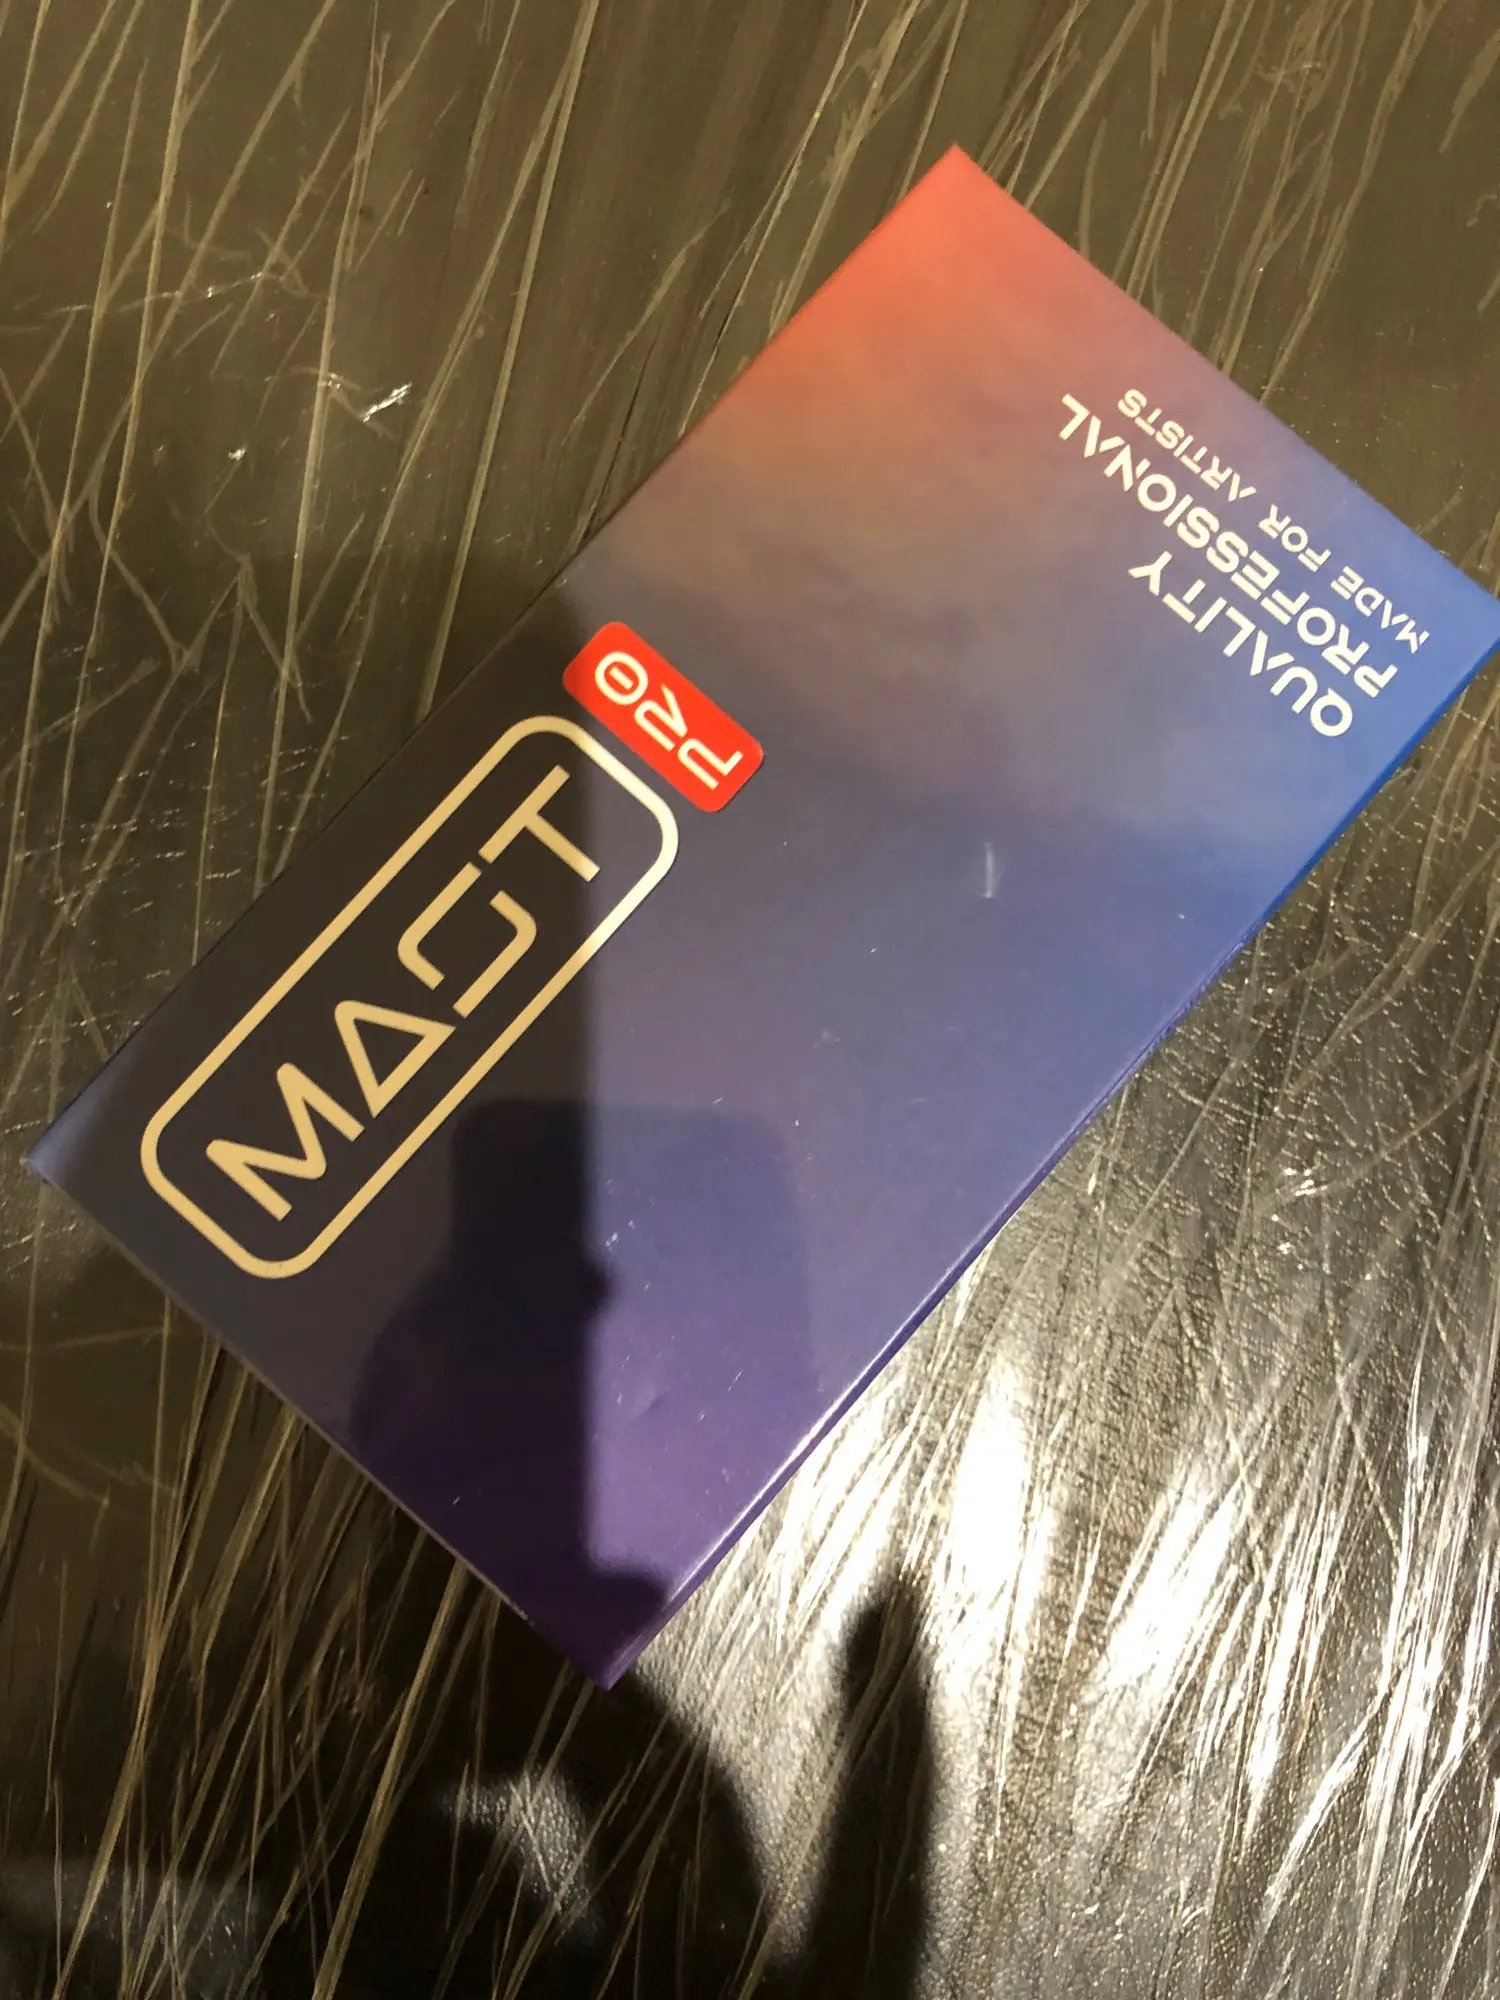 MAST
PRO
QUALITY
PROFESSIONAL
MADE FOR ARTISTS